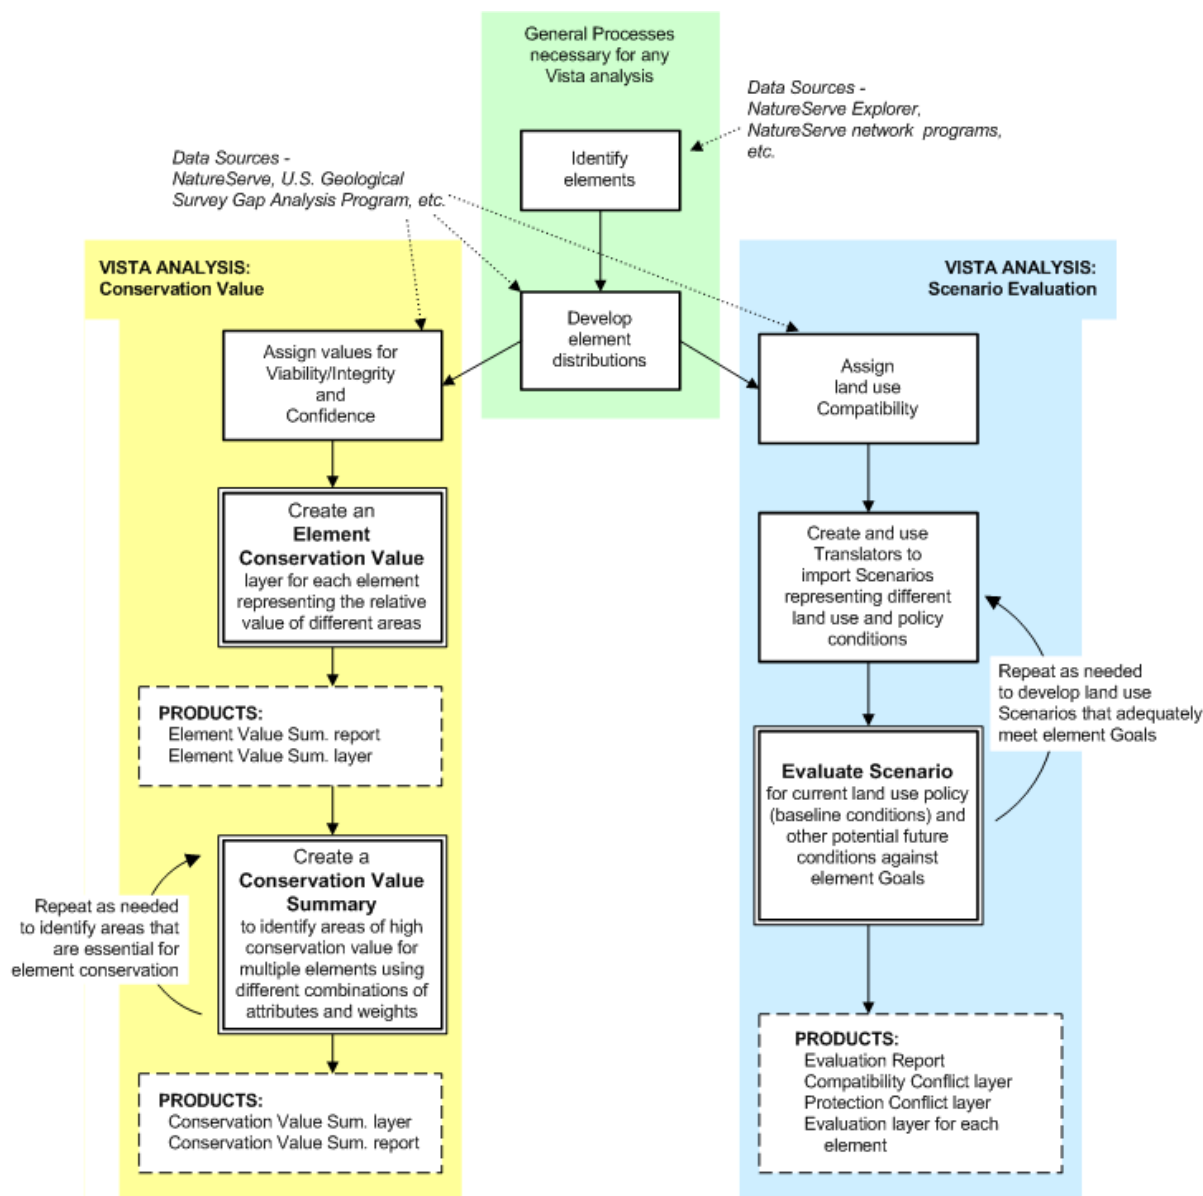 General Processes
necessary for any
Vista analysis
Data Sources -
NatureServe Explorer,
NatureServe network programs,
etc.
Identify
elements
Data Sources -
NatureServe, U.S. Geological
Survey Gap Analysis Program, etc.
VISTA ANALYSIS:
Conservation Value
VISTA ANALYSIS:
Scenario Evaluation
Develop
element
distributions
Assign values for
Viability/Integrity
and
Confidence
Assign
land use
Compatibility
Create an
Element
Conservation Value
layer for each element
representing the relative
value of different areas
Create and use
Translators to
import Scenarios
representing different
land use and policy
conditions
Repeat as needed
to develop land use
Scenarios that adequately
meet element Goals
PRODUCTS:
Element Value Sum. report
Element Value Sum. layer
Evaluate Scenario
for current land use policy
(baseline conditions) and
other potential future
conditions against
element Goals
Create a
Conservation Value
Summary
to identify areas of high
conservation value for
multiple elements using
different combinations of
attributes and weights
Repeat as needed
to identify areas that
are essential for
element conservation
PRODUCTS:
Conservation Value Sum. layer
Conservation Value Sum. report
PRODUCTS:
Evaluation Report
Compatibility Conflict layer
Protection Conflict layer
Evaluation layer for each
element